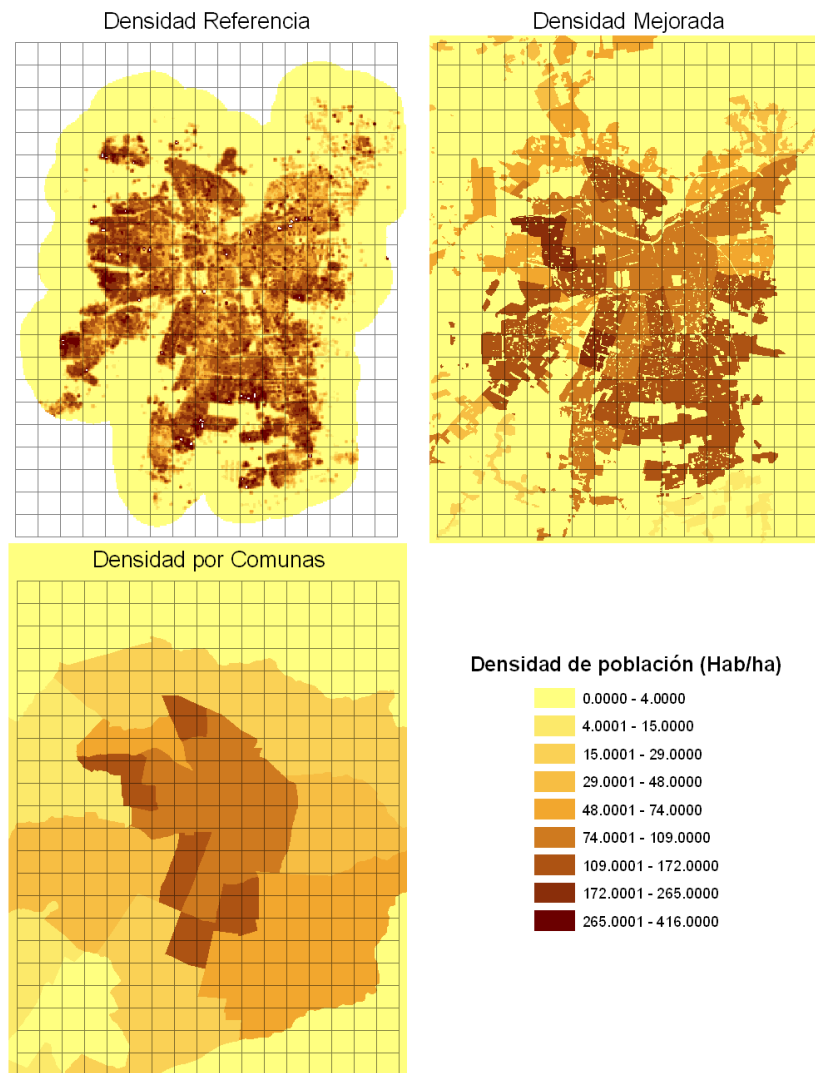 Densidad Referencia
Densidad Mejorada
Densidad por Comunas
Densidad de población (Hab/ha)
0.0000 - 4.0000
4.0001 - 15.0000
15.0001 - 29.0000
29.0001 - 48.0000
48.0001 - 74.0000
74.0001 - 109.0000
109.0001 - 172.0000
172.0001 - 265.0000
265.0001 - 416.0000